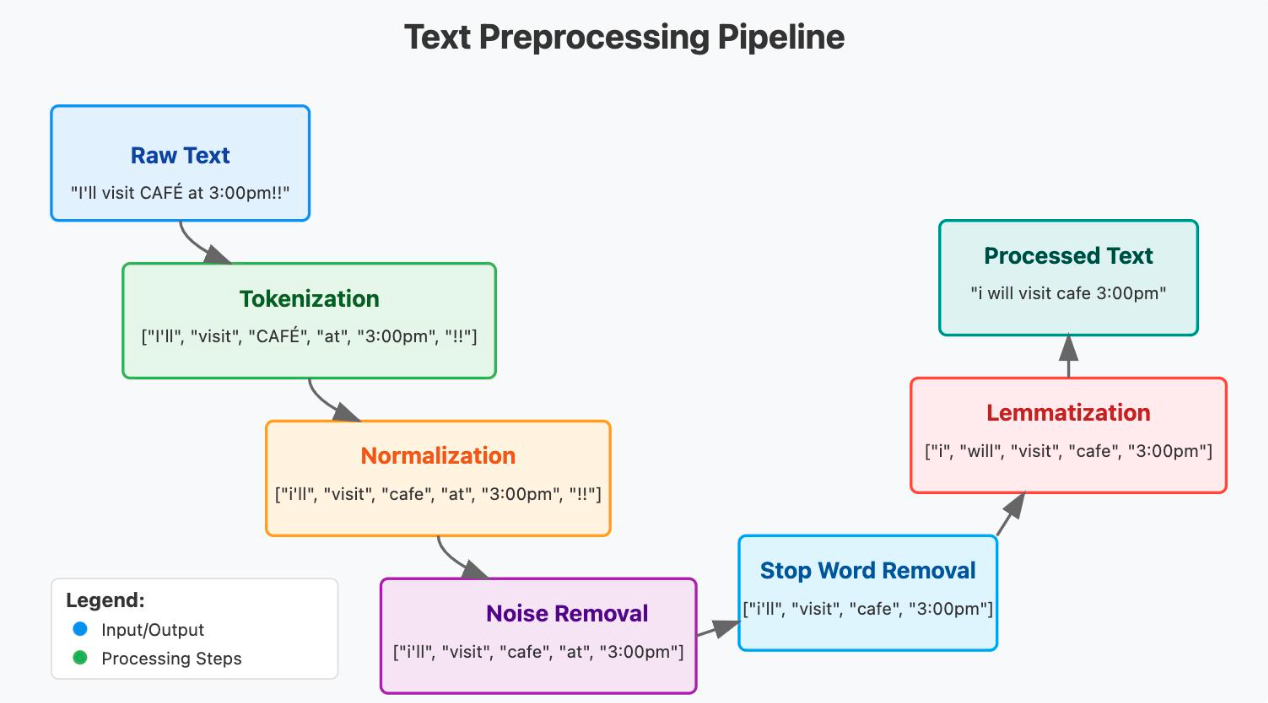 Text Preprocessing Pipeline
Raw Text
"I'll visit CAFÉ at 3:00pm!!"
Tokenization
["I'll", "visit", "CAFÉ", "at", "3:00pm", "!!"]
Normalization
["i'll", "visit", "cafe", "at", "3:00pm", "!!"]
Noise Removal
["i'll", "visit", "cafe", "at", "3:00pm"]
Stop Word Removal
["i'll", "visit", "cafe", "3:00pm"]
Lemmatization
["i", "will", "visit", "cafe", "3:00pm"]
Processed Text
"i will visit cafe 3:00pm"
Legend:
Input/Output
Processing Steps